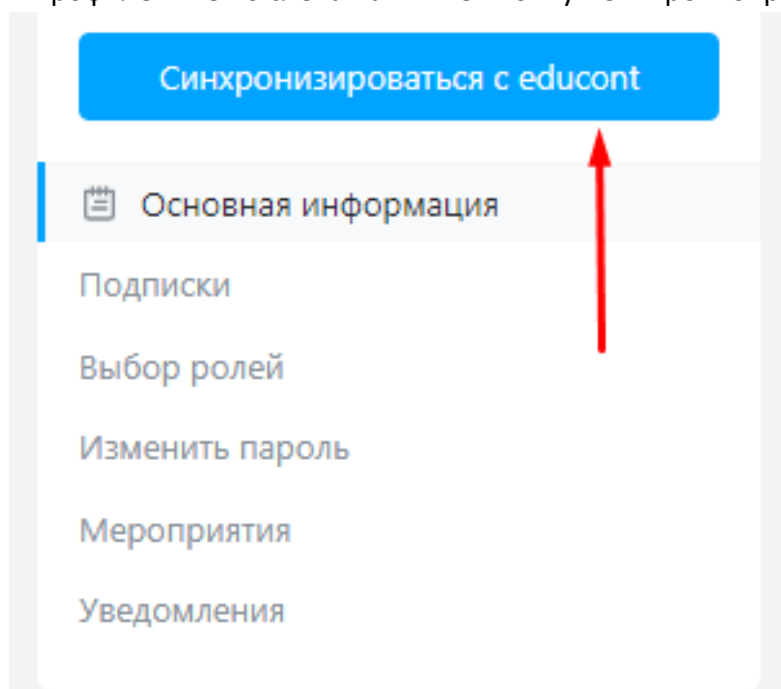 Синхронизироваться с educont
Основная информация
Подписки
Выбор ролей
Изменить пароль
Мероприятия
Уведомления